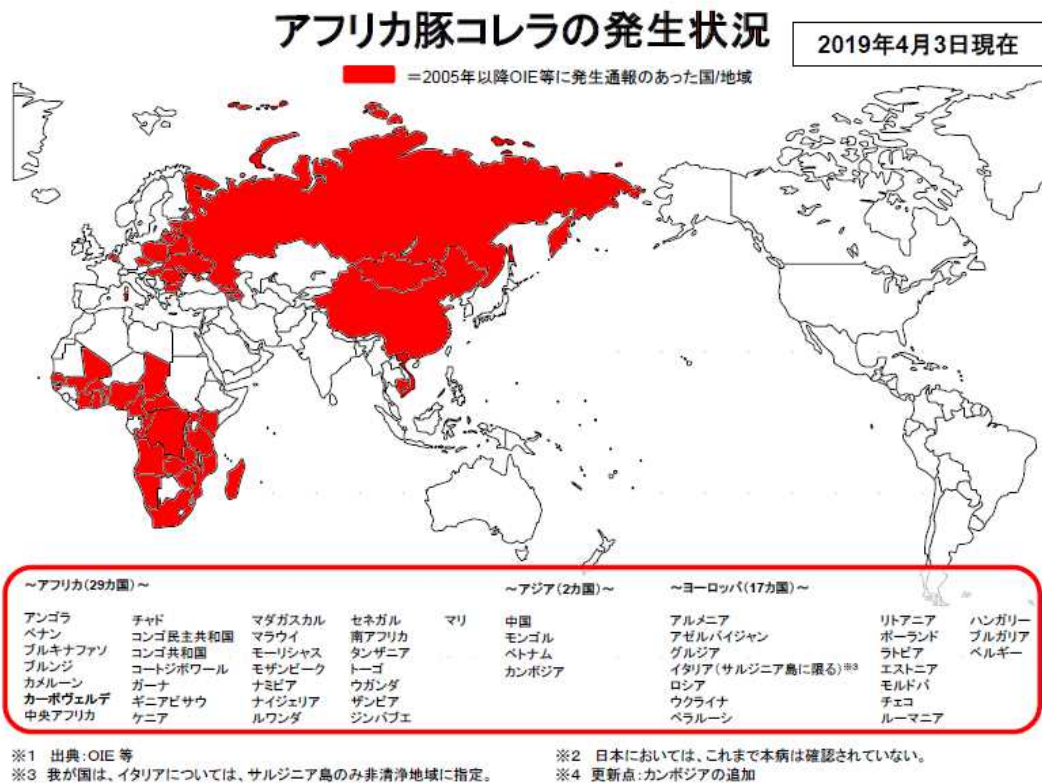 アフリカ豚コレラの発生状況
2019年4月3日現在
＝2005年以降OIE等に発生通報のあった国/地域
～アフリカ(29カ国)～
アンゴラ
ベナン
ブルキナファソ
ブルンジ
カメルーン
カーボヴェルデ
中央アフリカ
チャド
コンゴ民主共和国
コンゴ共和国
コートジボワール
ガーナ
ギニアビサウ
ケニア
マダガスカル
マラウイ
モーリシャス
モザンビーク
ナミビア
ナイジェリア
ルワンダ
セネガル
南アフリカ
タンザニア
トーゴ
ウガンダ
ザンビア
ジンバブエ
マリ
～アジア(2カ国)～
中国
モンゴル
ベトナム
カンボジア
～ヨーロッパ(17カ国)～
アルメニア
アゼルバイジャン
グルジア
イタリア(サルジニア島に限る)※3
ロシア
ウクライナ
ベラルーシ
リトアニア
ポーランド
ラトビア
エストニア
モルドバ
チェコ
ルーマニア
ハンガリー
ブルガリア
ベルギー
※1 出典：OIE 等
※2 日本においては、これまで本病は確認されていない。
※3 我が国は、イタリアについては、サルジニア島のみ非清浄地域に指定。
※4 更新点：カンボジアの追加